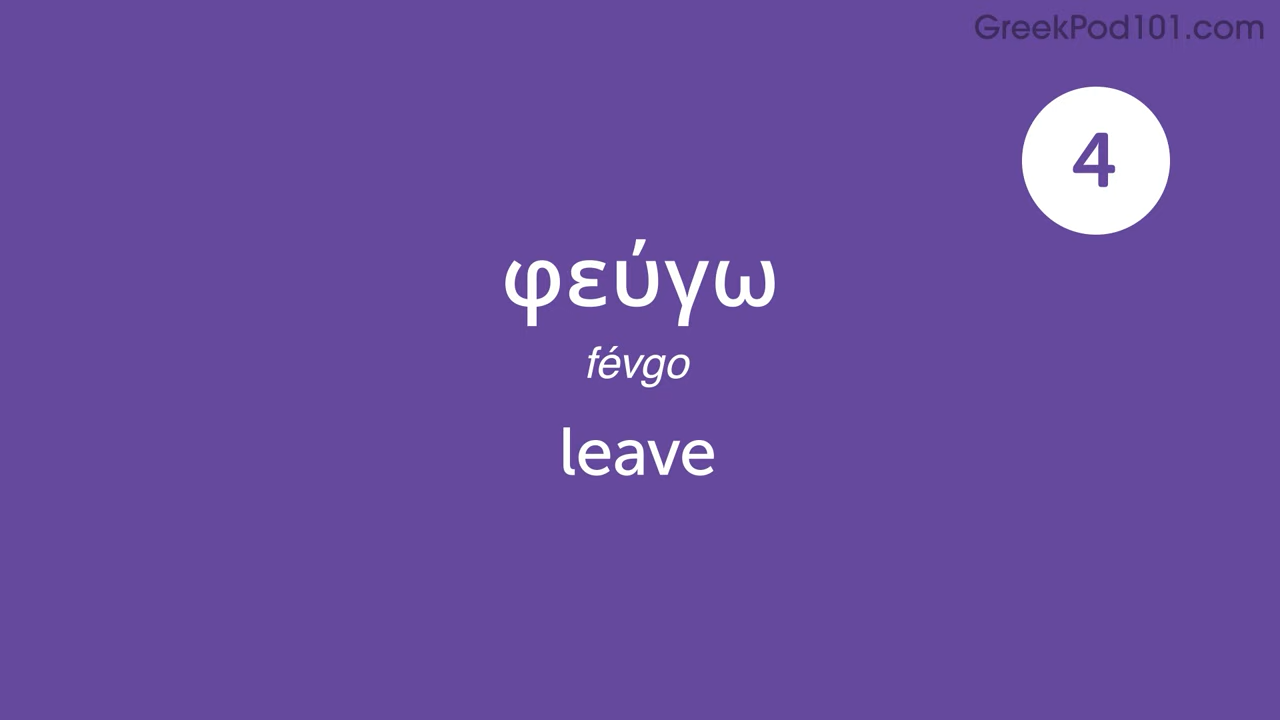 GreekPod101.com
4
φεύγω
févgo
leave